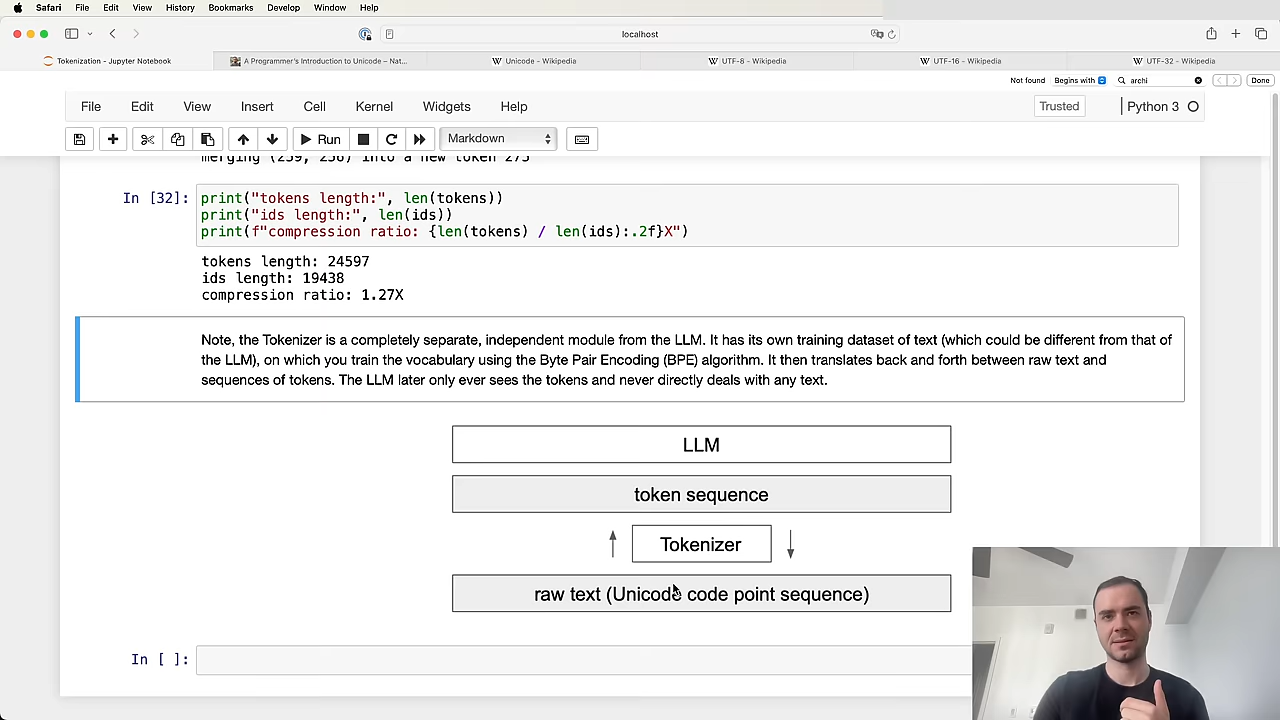 Safari File Edit View History Bookmarks Develop Window Help
localhost
Tokenization - Jupyter Notebook
A Programmer's Introduction to Unicode – Nat...
Unicode - Wikipedia
UTF-8 - Wikipedia
UTF-16 - Wikipedia
UTF-32 - Wikipedia
Not found Begins with archi Done
File Edit View Insert Cell Kernel Widgets Help
Trusted Python 3
Run Markdown
merging (259, 256) into a new token 275
In [32]: print("tokens length:", len(tokens))
print("ids length:", len(ids))
print(f"compression ratio: {len(tokens) / len(ids):.2f}X")
tokens length: 24597
ids length: 19438
compression ratio: 1.27X
Note, the Tokenizer is a completely separate, independent module from the LLM. It has its own training dataset of text (which could be different from that of
the LLM), on which you train the vocabulary using the Byte Pair Encoding (BPE) algorithm. It then translates back and forth between raw text and
sequences of tokens. The LLM later only ever sees the tokens and never directly deals with any text.
LLM
token sequence
Tokenizer
raw text (Unicode code point sequence)
In [ ]: